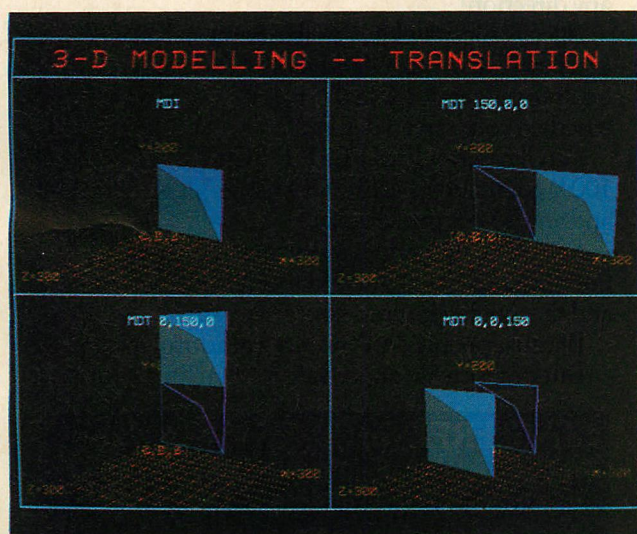 3-D MODELLING -- TRANSLATION
MDI
Y=200
0,0,0
Z=300
X=300
MDT 150,0,0
Y=200
0,0,0
Z=300
X=300
MDT 0,150,0
0,0,0
Z=300
X=300
MDT 0,0,150
Y=200
Z=300
X=300